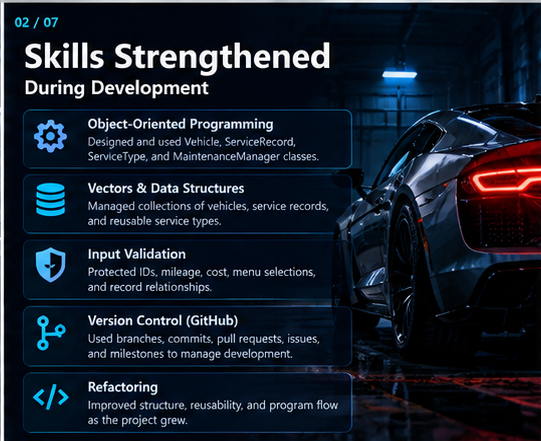 02 / 07
Skills Strengthened
During Development
Object-Oriented Programming
Designed and used Vehicle, ServiceRecord,
ServiceType, and MaintenanceManager classes.
Vectors & Data Structures
Managed collections of vehicles, service records,
and reusable service types.
Input Validation
Protected IDs, mileage, cost, menu selections,
and record relationships.
Version Control (GitHub)
Used branches, commits, pull requests, issues,
and milestones to manage development.
Refactoring
Improved structure, reusability, and program flow
as the project grew.